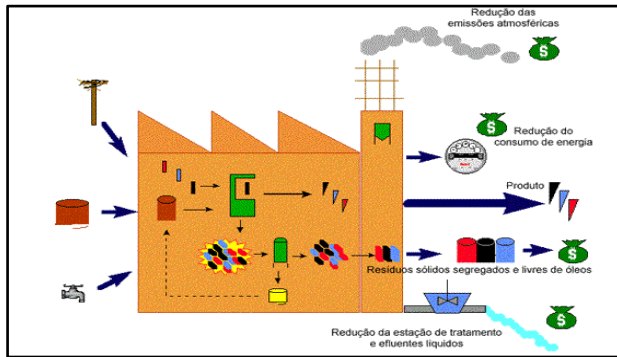 Redução das
emissões atmosféricas
$
$
Redução do
consumo de energia
Produto
$
Resíduos sólidos segregados e livres de óleos
$
Redução da estação de tratamento
e efluentes líquidos